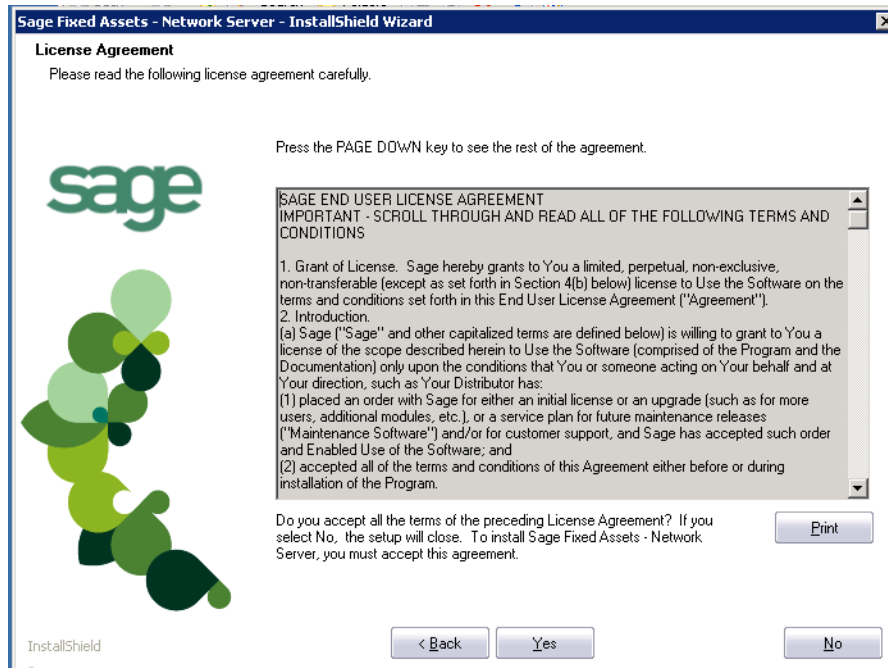 Sage Fixed Assets - Network Server - InstallShield Wizard
License Agreement
Please read the following license agreement carefully.
Press the PAGE DOWN key to see the rest of the agreement.
sage
SAGE END USER LICENSE AGREEMENT
IMPORTANT - SCROLL THROUGH AND READ ALL OF THE FOLLOWING TERMS AND
CONDITIONS
1. Grant of License.  Sage hereby grants to You a limited, perpetual, non-exclusive,
non-transferable (except as set forth in Section 4(b) below) license to Use the Software on the
terms and conditions set forth in this End User License Agreement ("Agreement").
2. Introduction.
(a) Sage ("Sage" and other capitalized terms are defined below) is willing to grant to You a
license of the scope described herein to Use the Software (comprised of the Program and the
Documentation) only upon the conditions that You or someone acting on Your behalf and at
Your direction, such as Your Distributor has:
(1) placed an order with Sage for either an initial license or an upgrade (such as for more
users, additional modules, etc.), or a service plan for future maintenance releases
("Maintenance Software") and/or for customer support, and Sage has accepted such order
and Enabled Use of the Software; and
(2) accepted all of the terms and conditions of this Agreement either before or during
installation of the Program.
Do you accept all the terms of the preceding License Agreement?  If you
select No,  the setup will close.  To install Sage Fixed Assets - Network
Server, you must accept this agreement.
Print
InstallShield
< Back
Yes
No